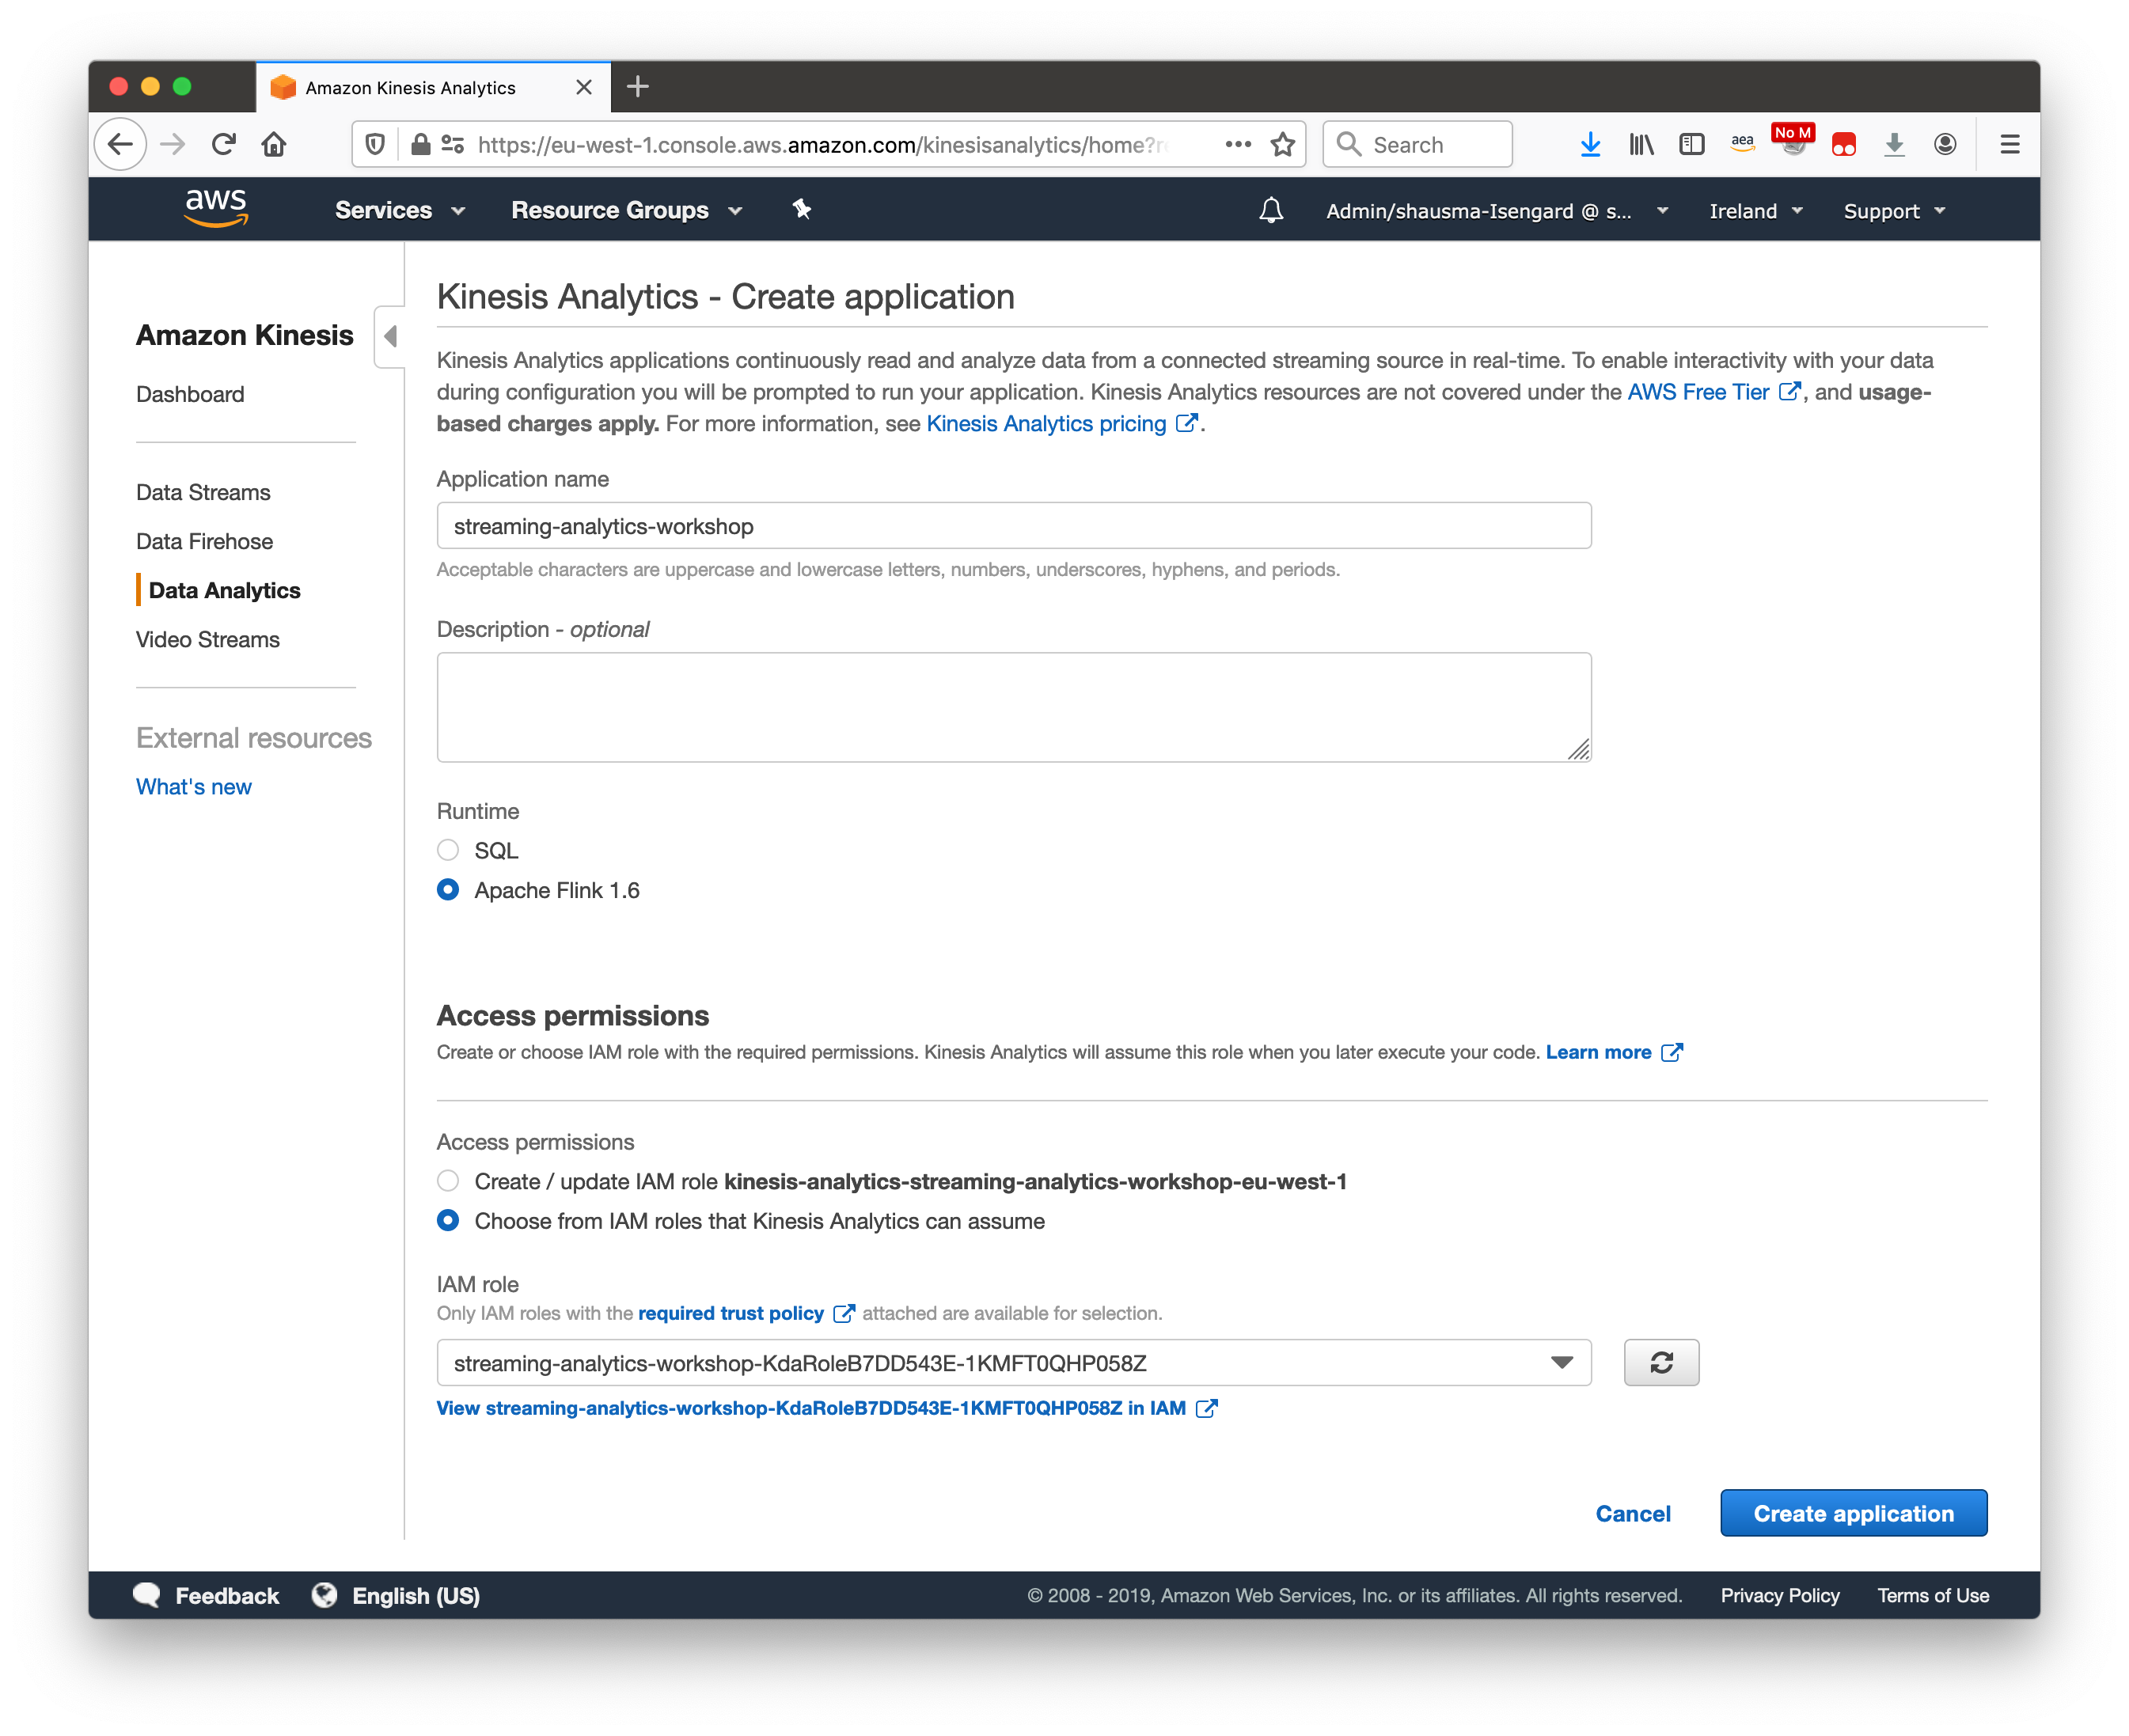 Amazon Kinesis Analytics
https://eu-west-1.console.aws.amazon.com/kinesisanalytics/home?
Search
aea
No M
aws
Services
Resource Groups
Admin/shausma-Isengard @ s...
Ireland
Support
Amazon Kinesis
Dashboard
Data Streams
Data Firehose
Data Analytics
Video Streams
External resources
What's new
Kinesis Analytics - Create application
Kinesis Analytics applications continuously read and analyze data from a connected streaming source in real-time. To enable interactivity with your data
during configuration you will be prompted to run your application. Kinesis Analytics resources are not covered under the AWS Free Tier, and usage-
based charges apply. For more information, see Kinesis Analytics pricing.
Application name
streaming-analytics-workshop
Acceptable characters are uppercase and lowercase letters, numbers, underscores, hyphens, and periods.
Description - optional
Runtime
SQL
Apache Flink 1.6
Access permissions
Create or choose IAM role with the required permissions. Kinesis Analytics will assume this role when you later execute your code. Learn more
Access permissions
Create / update IAM role kinesis-analytics-streaming-analytics-workshop-eu-west-1
Choose from IAM roles that Kinesis Analytics can assume
IAM role
Only IAM roles with the required trust policy attached are available for selection.
streaming-analytics-workshop-KdaRoleB7DD543E-1KMFT0QHP058Z
View streaming-analytics-workshop-KdaRoleB7DD543E-1KMFT0QHP058Z in IAM
Cancel
Create application
Feedback
English (US)
© 2008 - 2019, Amazon Web Services, Inc. or its affiliates. All rights reserved.
Privacy Policy
Terms of Use